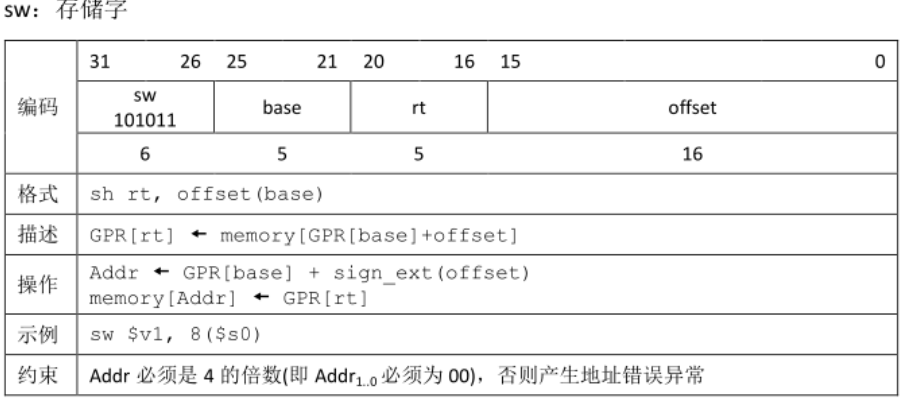 sw：存储字
31 26 25 21 20 16 15 0
编码
sw
101011
base rt offset
6 5 5 16
格式 sh rt, offset(base)
描述 GPR[rt] ← memory[GPR[base]+offset]
操作
Addr ← GPR[base] + sign_ext(offset)
memory[Addr] ← GPR[rt]
示例 sw $v1, 8($s0)
约束 Addr 必须是 4 的倍数(即 Addr1..0 必须为 00)，否则产生地址错误异常